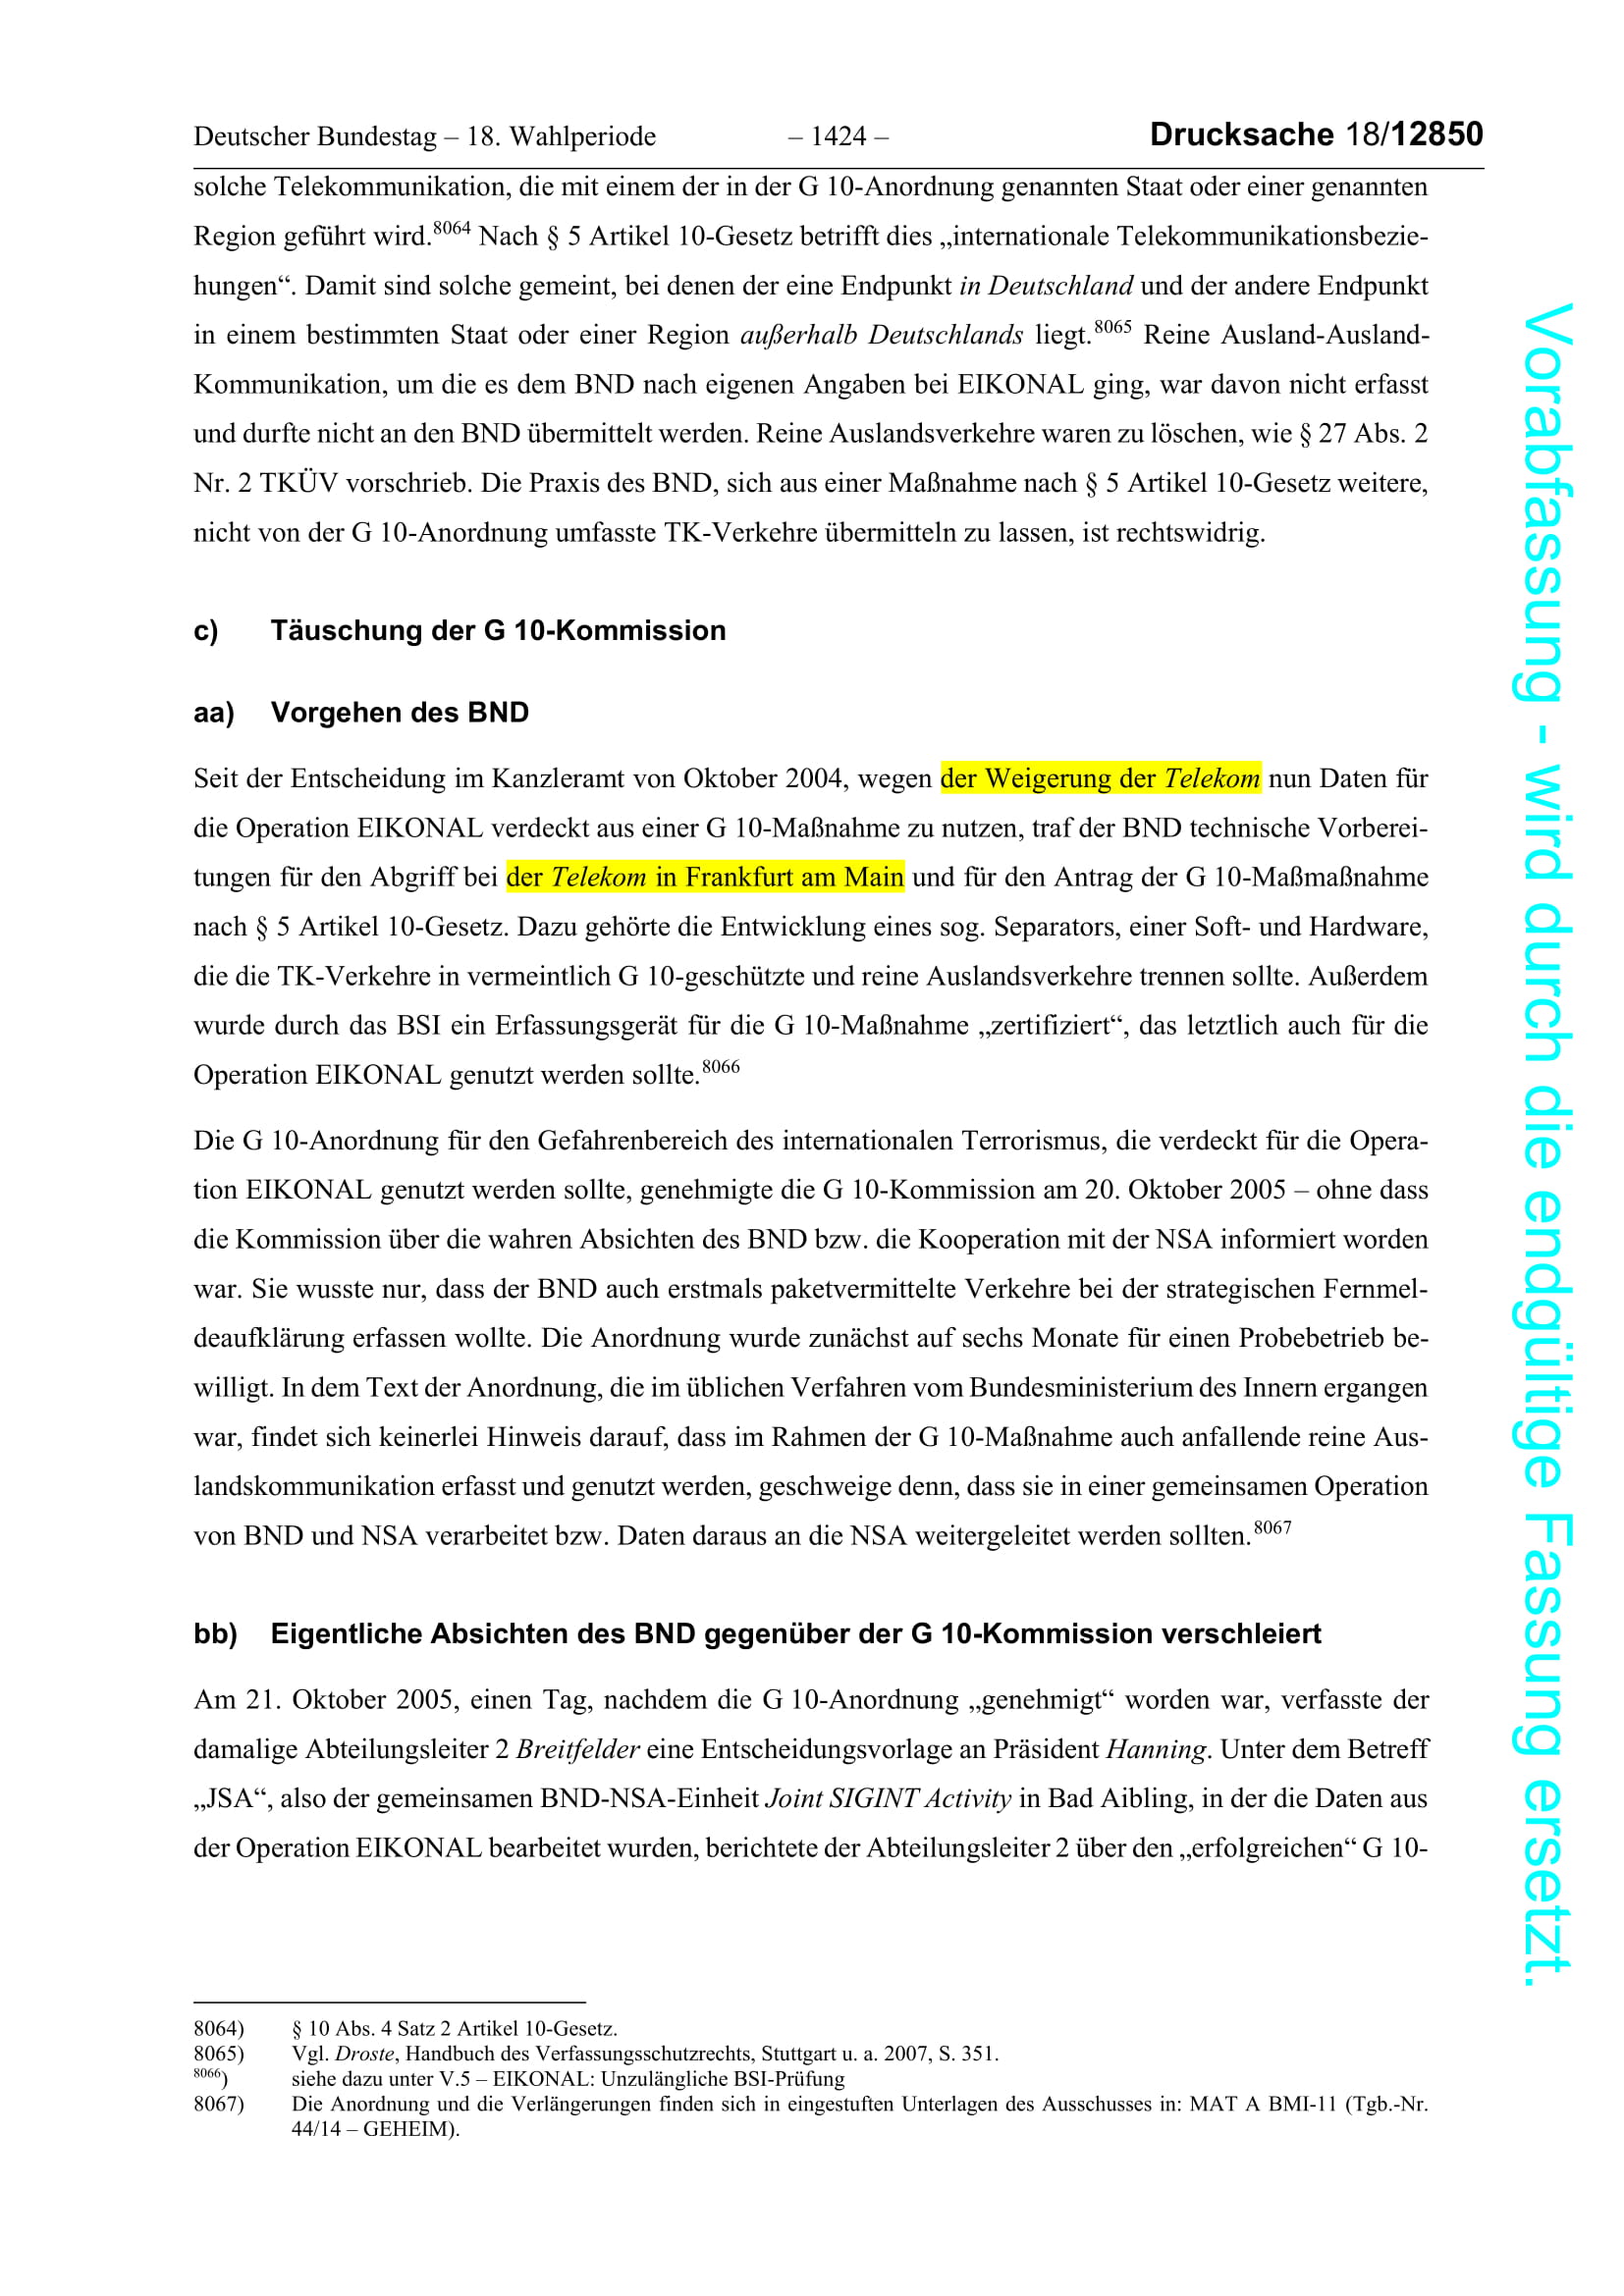 Deutscher Bundestag – 18. Wahlperiode – 1424 – Drucksache 18/12850
solche Telekommunikation, die mit einem der in der G 10-Anordnung genannten Staat oder einer genannten
Region geführt wird.8064 Nach § 5 Artikel 10-Gesetz betrifft dies „internationale Telekommunikationsbezie-
hungen“. Damit sind solche gemeint, bei denen der eine Endpunkt in Deutschland und der andere Endpunkt
in einem bestimmten Staat oder einer Region außerhalb Deutschlands liegt.8065 Reine Ausland-Ausland-
Kommunikation, um die es dem BND nach eigenen Angaben bei EIKONAL ging, war davon nicht erfasst
und durfte nicht an den BND übermittelt werden. Reine Auslandsverkehre waren zu löschen, wie § 27 Abs. 2
Nr. 2 TKÜV vorschrieb. Die Praxis des BND, sich aus einer Maßnahme nach § 5 Artikel 10-Gesetz weitere,
nicht von der G 10-Anordnung umfasste TK-Verkehre übermitteln zu lassen, ist rechtswidrig.
c) Täuschung der G 10-Kommission
aa) Vorgehen des BND
Seit der Entscheidung im Kanzleramt von Oktober 2004, wegen der Weigerung der Telekom nun Daten für
die Operation EIKONAL verdeckt aus einer G 10-Maßnahme zu nutzen, traf der BND technische Vorberei-
tungen für den Abgriff bei der Telekom in Frankfurt am Main und für den Antrag der G 10-Maßmaßnahme
nach § 5 Artikel 10-Gesetz. Dazu gehörte die Entwicklung eines sog. Separators, einer Soft- und Hardware,
die die TK-Verkehre in vermeintlich G 10-geschützte und reine Auslandsverkehre trennen sollte. Außerdem
wurde durch das BSI ein Erfassungsgerät für die G 10-Maßnahme „zertifiziert“, das letztlich auch für die
Operation EIKONAL genutzt werden sollte.8066
Die G 10-Anordnung für den Gefahrenbereich des internationalen Terrorismus, die verdeckt für die Opera-
tion EIKONAL genutzt werden sollte, genehmigte die G 10-Kommission am 20. Oktober 2005 – ohne dass
die Kommission über die wahren Absichten des BND bzw. die Kooperation mit der NSA informiert worden
war. Sie wusste nur, dass der BND auch erstmals paketvermittelte Verkehre bei der strategischen Fernmel-
deaufklärung erfassen wollte. Die Anordnung wurde zunächst auf sechs Monate für einen Probebetrieb be-
willigt. In dem Text der Anordnung, die im üblichen Verfahren vom Bundesministerium des Innern ergangen
war, findet sich keinerlei Hinweis darauf, dass im Rahmen der G 10-Maßnahme auch anfallende reine Aus-
landskommunikation erfasst und genutzt werden, geschweige denn, dass sie in einer gemeinsamen Operation
von BND und NSA verarbeitet bzw. Daten daraus an die NSA weitergeleitet werden sollten.8067
bb) Eigentliche Absichten des BND gegenüber der G 10-Kommission verschleiert
Am 21. Oktober 2005, einen Tag, nachdem die G 10-Anordnung „genehmigt“ worden war, verfasste der
damalige Abteilungsleiter 2 Breitfelder eine Entscheidungsvorlage an Präsident Hanning. Unter dem Betreff
„JSA“, also der gemeinsamen BND-NSA-Einheit Joint SIGINT Activity in Bad Aibling, in der die Daten aus
der Operation EIKONAL bearbeitet wurden, berichtete der Abteilungsleiter 2 über den „erfolgreichen“ G 10-
8064) § 10 Abs. 4 Satz 2 Artikel 10-Gesetz.
8065) Vgl. Droste, Handbuch des Verfassungsschutzrechts, Stuttgart u. a. 2007, S. 351.
8066) siehe dazu unter V.5 – EIKONAL: Unzulängliche BSI-Prüfung
8067) Die Anordnung und die Verlängerungen finden sich in eingestuften Unterlagen des Ausschusses in: MAT A BMI-11 (Tgb.-Nr.
44/14 – GEHEIM).
Vorabfassung - wird durch die endgültige Fassung ersetzt.